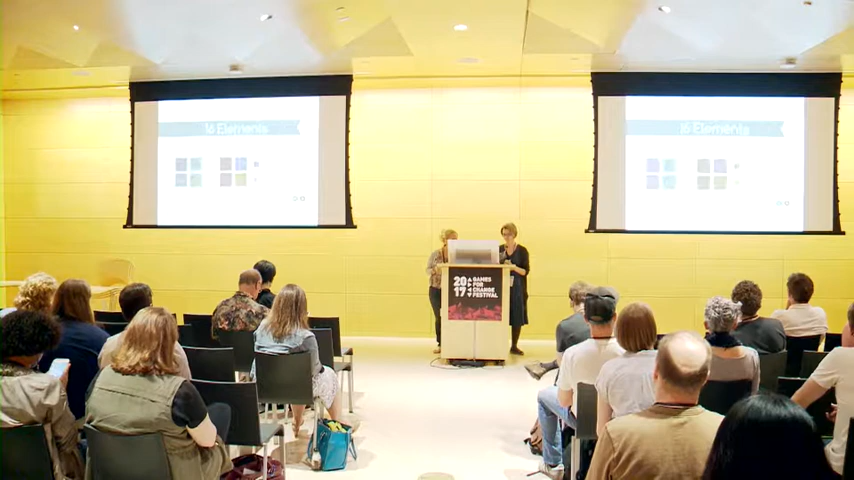 16 Elements
16 Elements
20 GAMES
FOR
17 CHANGE
FESTIVAL